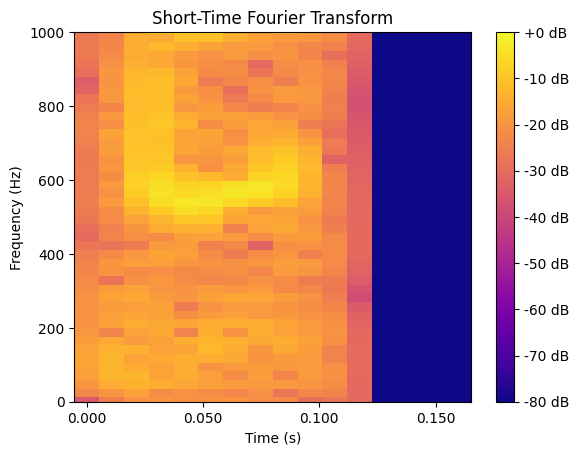 Short-Time Fourier Transform
1000
800
600
400
200
0
Frequency (Hz)
0.000
0.050
0.100
0.150
Time (s)
+0 dB
-10 dB
-20 dB
-30 dB
-40 dB
-50 dB
-60 dB
-70 dB
-80 dB